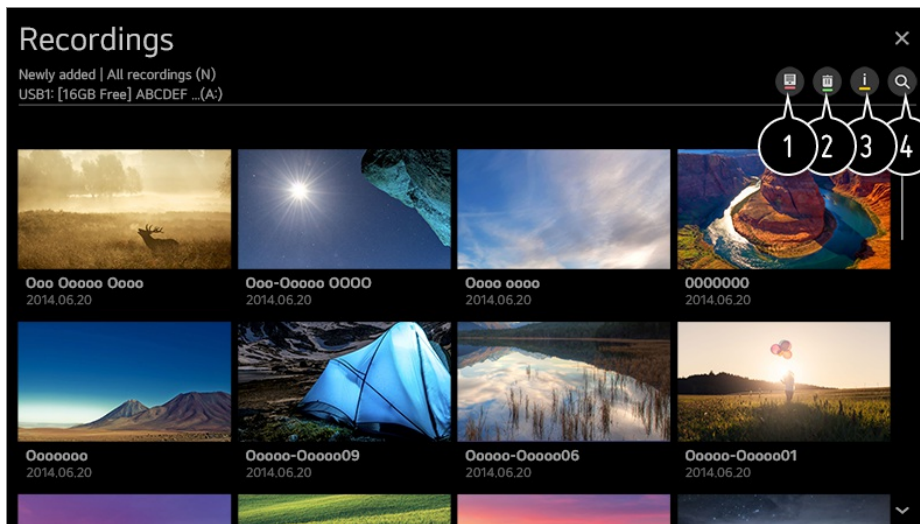 Recordings
Newly added | All recordings (N)
USB1: [16GB Free] ABCDEF ...(A:)
1 2 3 4
Ooo Ooooo Oooo
2014.06.20
Ooo-Ooooo OOOO
2014.06.20
Oooo oooo
2014.06.20
OOOOOOO
2014.06.20
Ooooooo
2014.06.20
Ooooo-Ooooo09
2014.06.20
Ooooo-Ooooo06
2014.06.20
Ooooo-Ooooo01
2014.06.20